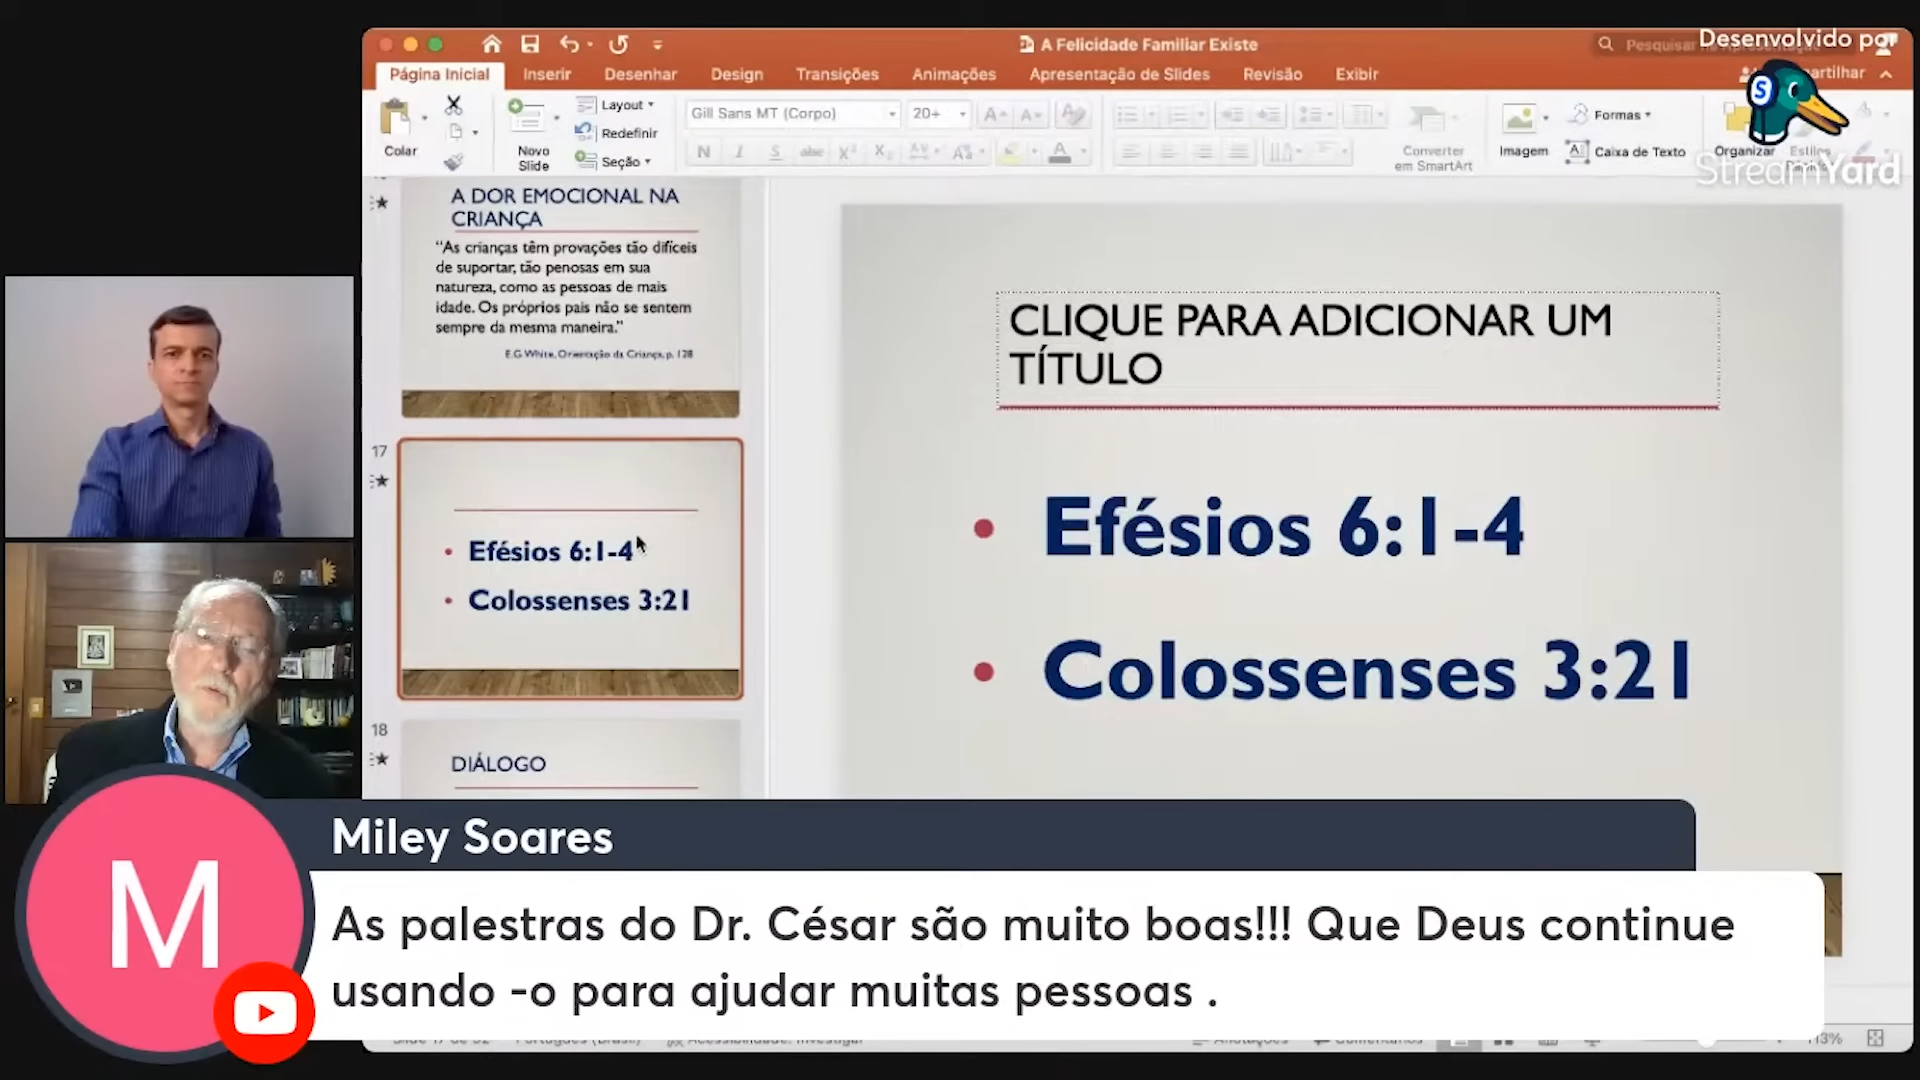 A Felicidade Familiar Existe
Desenvolvido por
StreamYard
Página Inicial
Inserir
Desenhar
Design
Transições
Animações
Apresentação de Slides
Revisão
Exibir
Colar
Novo
Slide
Layout
Redefinir
Seção
Gill Sans MT (Corpo)
20+
Converter
em SmartArt
Imagem
Formas
Caixa de Texto
Organizar
A DOR EMOCIONAL NA
CRIANÇA
“As crianças têm provações tão difíceis
de suportar, tão penosas em sua
natureza, como as pessoas de mais
idade. Os próprios pais não se sentem
sempre da mesma maneira.”
E.G White, Orientação da Criança, p. 128
17
• Efésios 6:1-4
• Colossenses 3:21
18
DIÁLOGO
CLIQUE PARA ADICIONAR UM
TÍTULO
• Efésios 6:1-4
• Colossenses 3:21
M
Miley Soares
As palestras do Dr. César são muito boas!!! Que Deus continue
usando -o para ajudar muitas pessoas .